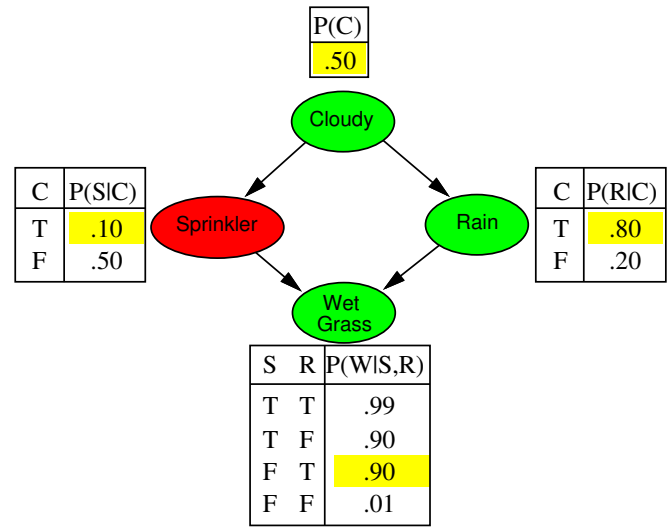 P(C)
.50
Cloudy
C P(S|C)
T .10
F .50
Sprinkler
Rain
C P(R|C)
T .80
F .20
Wet
Grass
S R P(W|S,R)
T T .99
T F .90
F T .90
F F .01